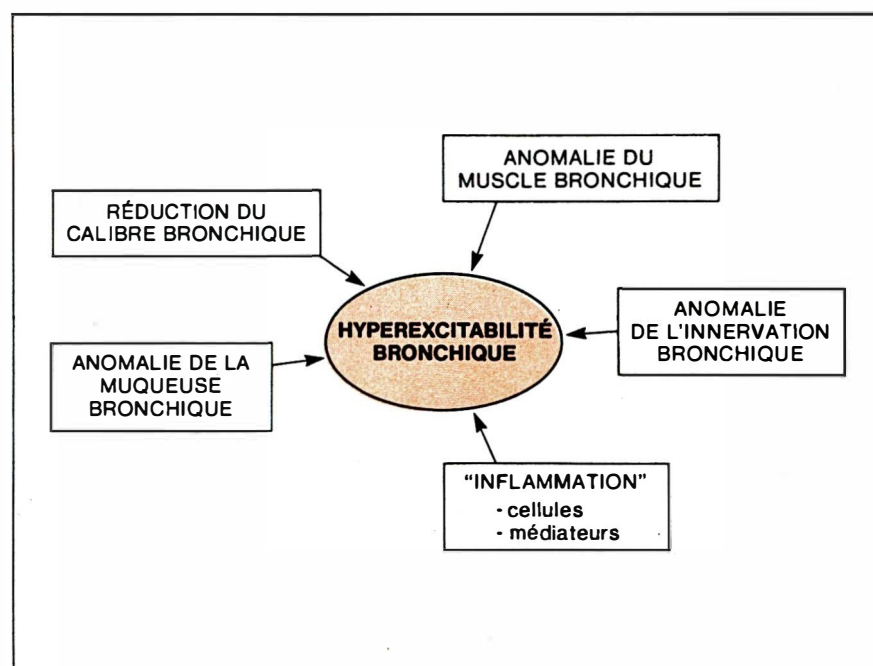 ANOMALIE DU
MUSCLE BRONCHIQUE
RÉDUCTION DU
CALIBRE BRONCHIQUE
HYPEREXCITABILITÉ
BRONCHIQUE
ANOMALIE
DE L'INNERVATION
BRONCHIQUE
ANOMALIE DE LA
MUQUEUSE
BRONCHIQUE
"INFLAMMATION"
- cellules
- médiateurs